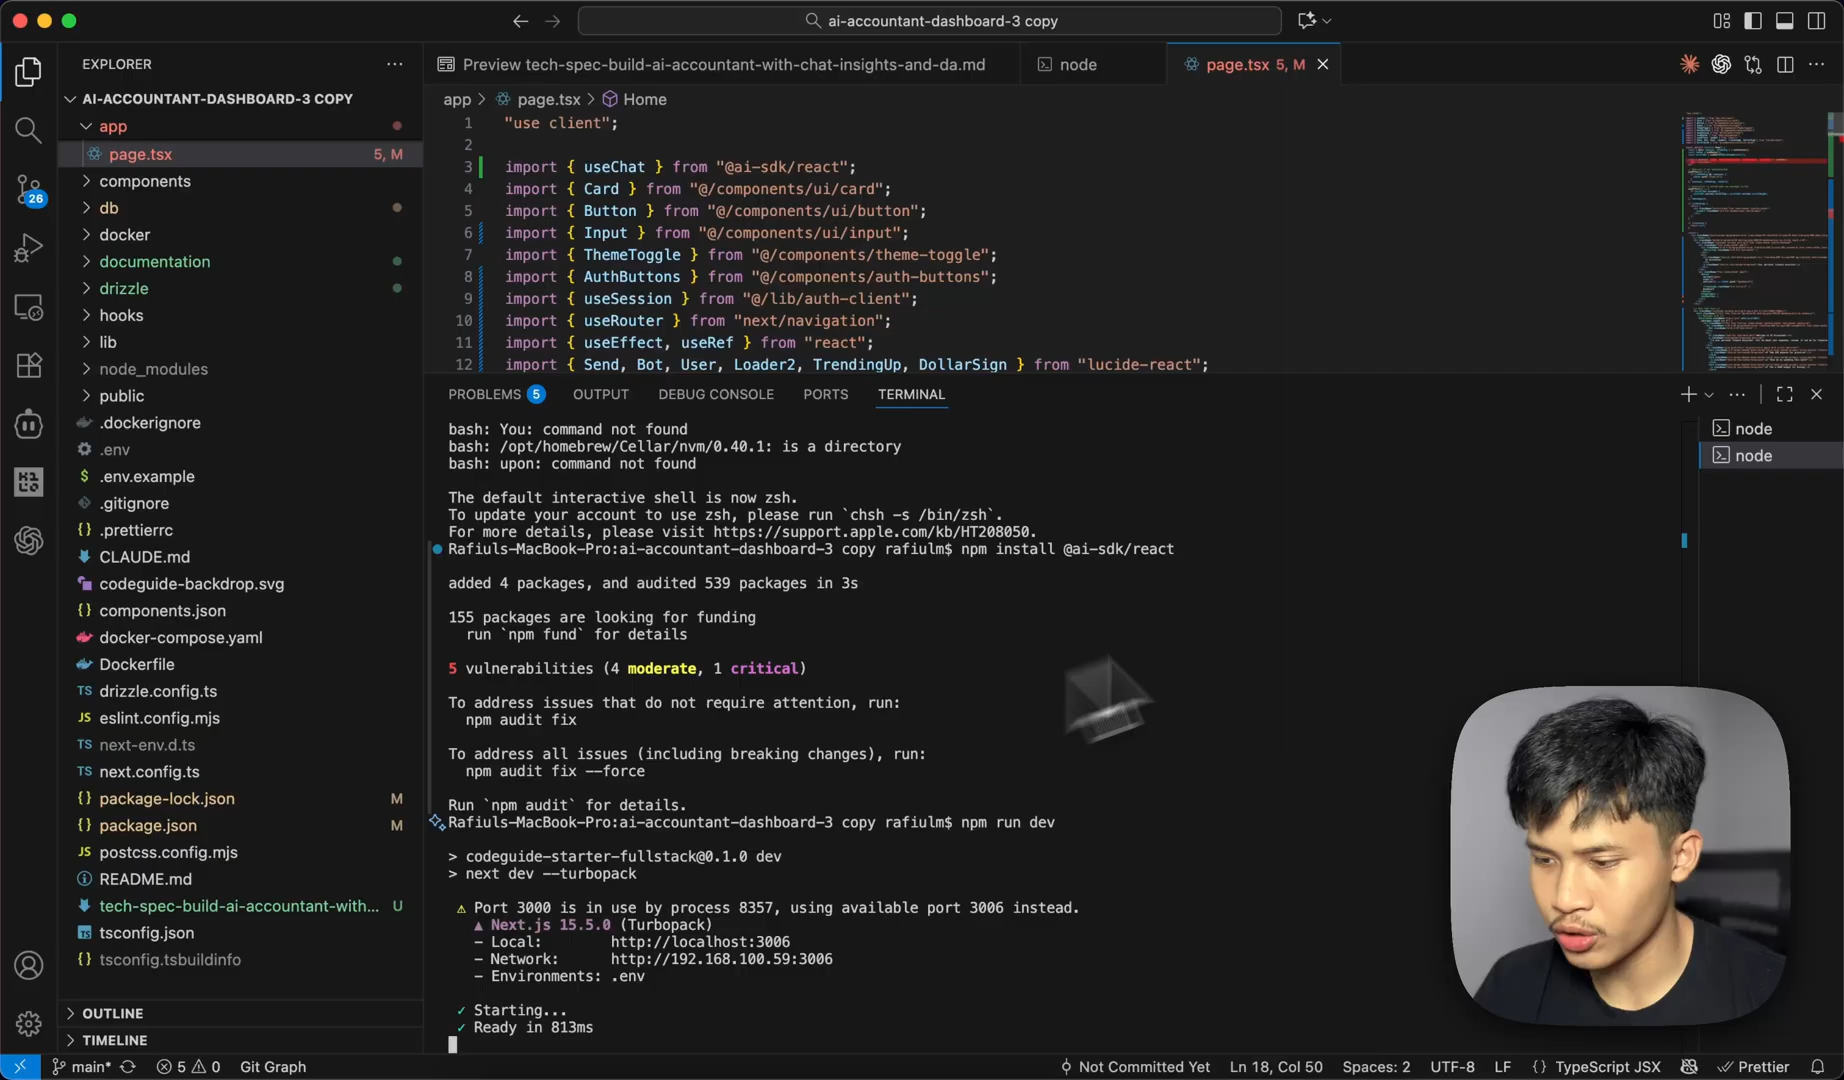 ai-accountant-dashboard-3 copy
EXPLORER
AI-ACCOUNTANT-DASHBOARD-3 COPY
app
page.tsx 5, M
components
db
docker
documentation
drizzle
hooks
lib
node_modules
public
.dockerignore
.env
.env.example
.gitignore
.prettierrc
CLAUDE.md
codeguide-backdrop.svg
components.json
docker-compose.yaml
Dockerfile
drizzle.config.ts
eslint.config.mjs
next-env.d.ts
next.config.ts
package-lock.json M
package.json M
postcss.config.mjs
README.md
tech-spec-build-ai-accountant-with... U
tsconfig.json
tsconfig.tsbuildinfo
OUTLINE
TIMELINE
26
Preview tech-spec-build-ai-accountant-with-chat-insights-and-da.md
node
page.tsx 5, M
app > page.tsx > Home
1 "use client";
2
3 import { useChat } from "@ai-sdk/react";
4 import { Card } from "@/components/ui/card";
5 import { Button } from "@/components/ui/button";
6 import { Input } from "@/components/ui/input";
7 import { ThemeToggle } from "@/components/theme-toggle";
8 import { AuthButtons } from "@/components/auth-buttons";
9 import { useSession } from "@/lib/auth-client";
10 import { useRouter } from "next/navigation";
11 import { useEffect, useRef } from "react";
12 import { Send, Bot, User, Loader2, TrendingUp, DollarSign } from "lucide-react";
PROBLEMS 5 OUTPUT DEBUG CONSOLE PORTS TERMINAL
node
node
bash: You: command not found
bash: /opt/homebrew/Cellar/nvm/0.40.1: is a directory
bash: upon: command not found
The default interactive shell is now zsh.
To update your account to use zsh, please run `chsh -s /bin/zsh`.
For more details, please visit https://support.apple.com/kb/HT208050.
Rafiuls-MacBook-Pro:ai-accountant-dashboard-3 copy rafiulm$ npm install @ai-sdk/react
added 4 packages, and audited 539 packages in 3s
155 packages are looking for funding
run `npm fund` for details
5 vulnerabilities (4 moderate, 1 critical)
To address issues that do not require attention, run:
npm audit fix
To address all issues (including breaking changes), run:
npm audit fix --force
Run `npm audit` for details.
Rafiuls-MacBook-Pro:ai-accountant-dashboard-3 copy rafiulm$ npm run dev
> codeguide-starter-fullstack@0.1.0 dev
> next dev --turbopack
⚠ Port 3000 is in use by process 8357, using available port 3006 instead.
▲ Next.js 15.5.0 (Turbopack)
- Local: http://localhost:3006
- Network: http://192.168.100.59:3006
- Environments: .env
✓ Starting...
✓ Ready in 813ms
main* 5 0 Git Graph Not Committed Yet Ln 18, Col 50 Spaces: 2 UTF-8 LF {} TypeScript JSX Prettier